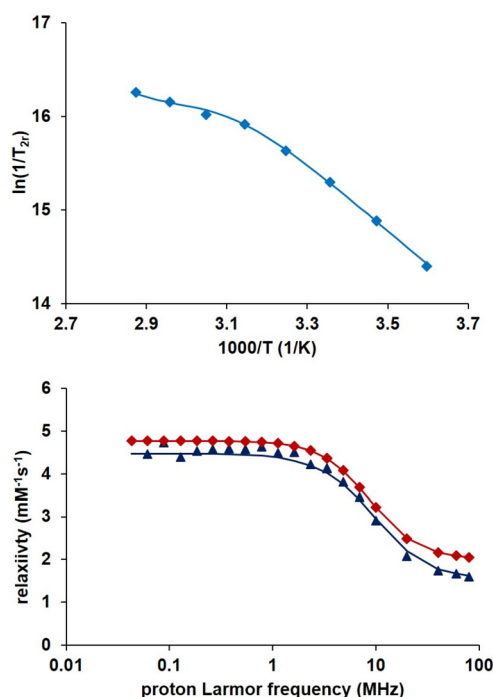 17
16
15
14
ln(1/T2r)
2.7 2.9 3.1 3.3 3.5 3.7
1000/T (1/K)
6
5
4
3
2
1
0
relaxiivty (mM-1s-1)
0.01 0.1 1 10 100
proton Larmor frequency (MHz)